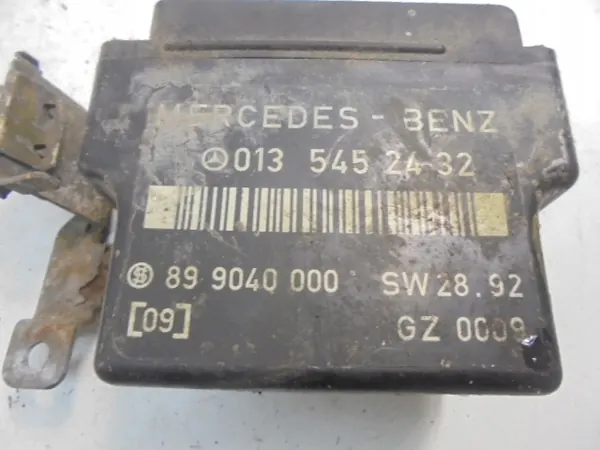 MERCEDES - BENZ
013 545 24 32
89 9040 000 SW 28.92
[09] GZ 0009